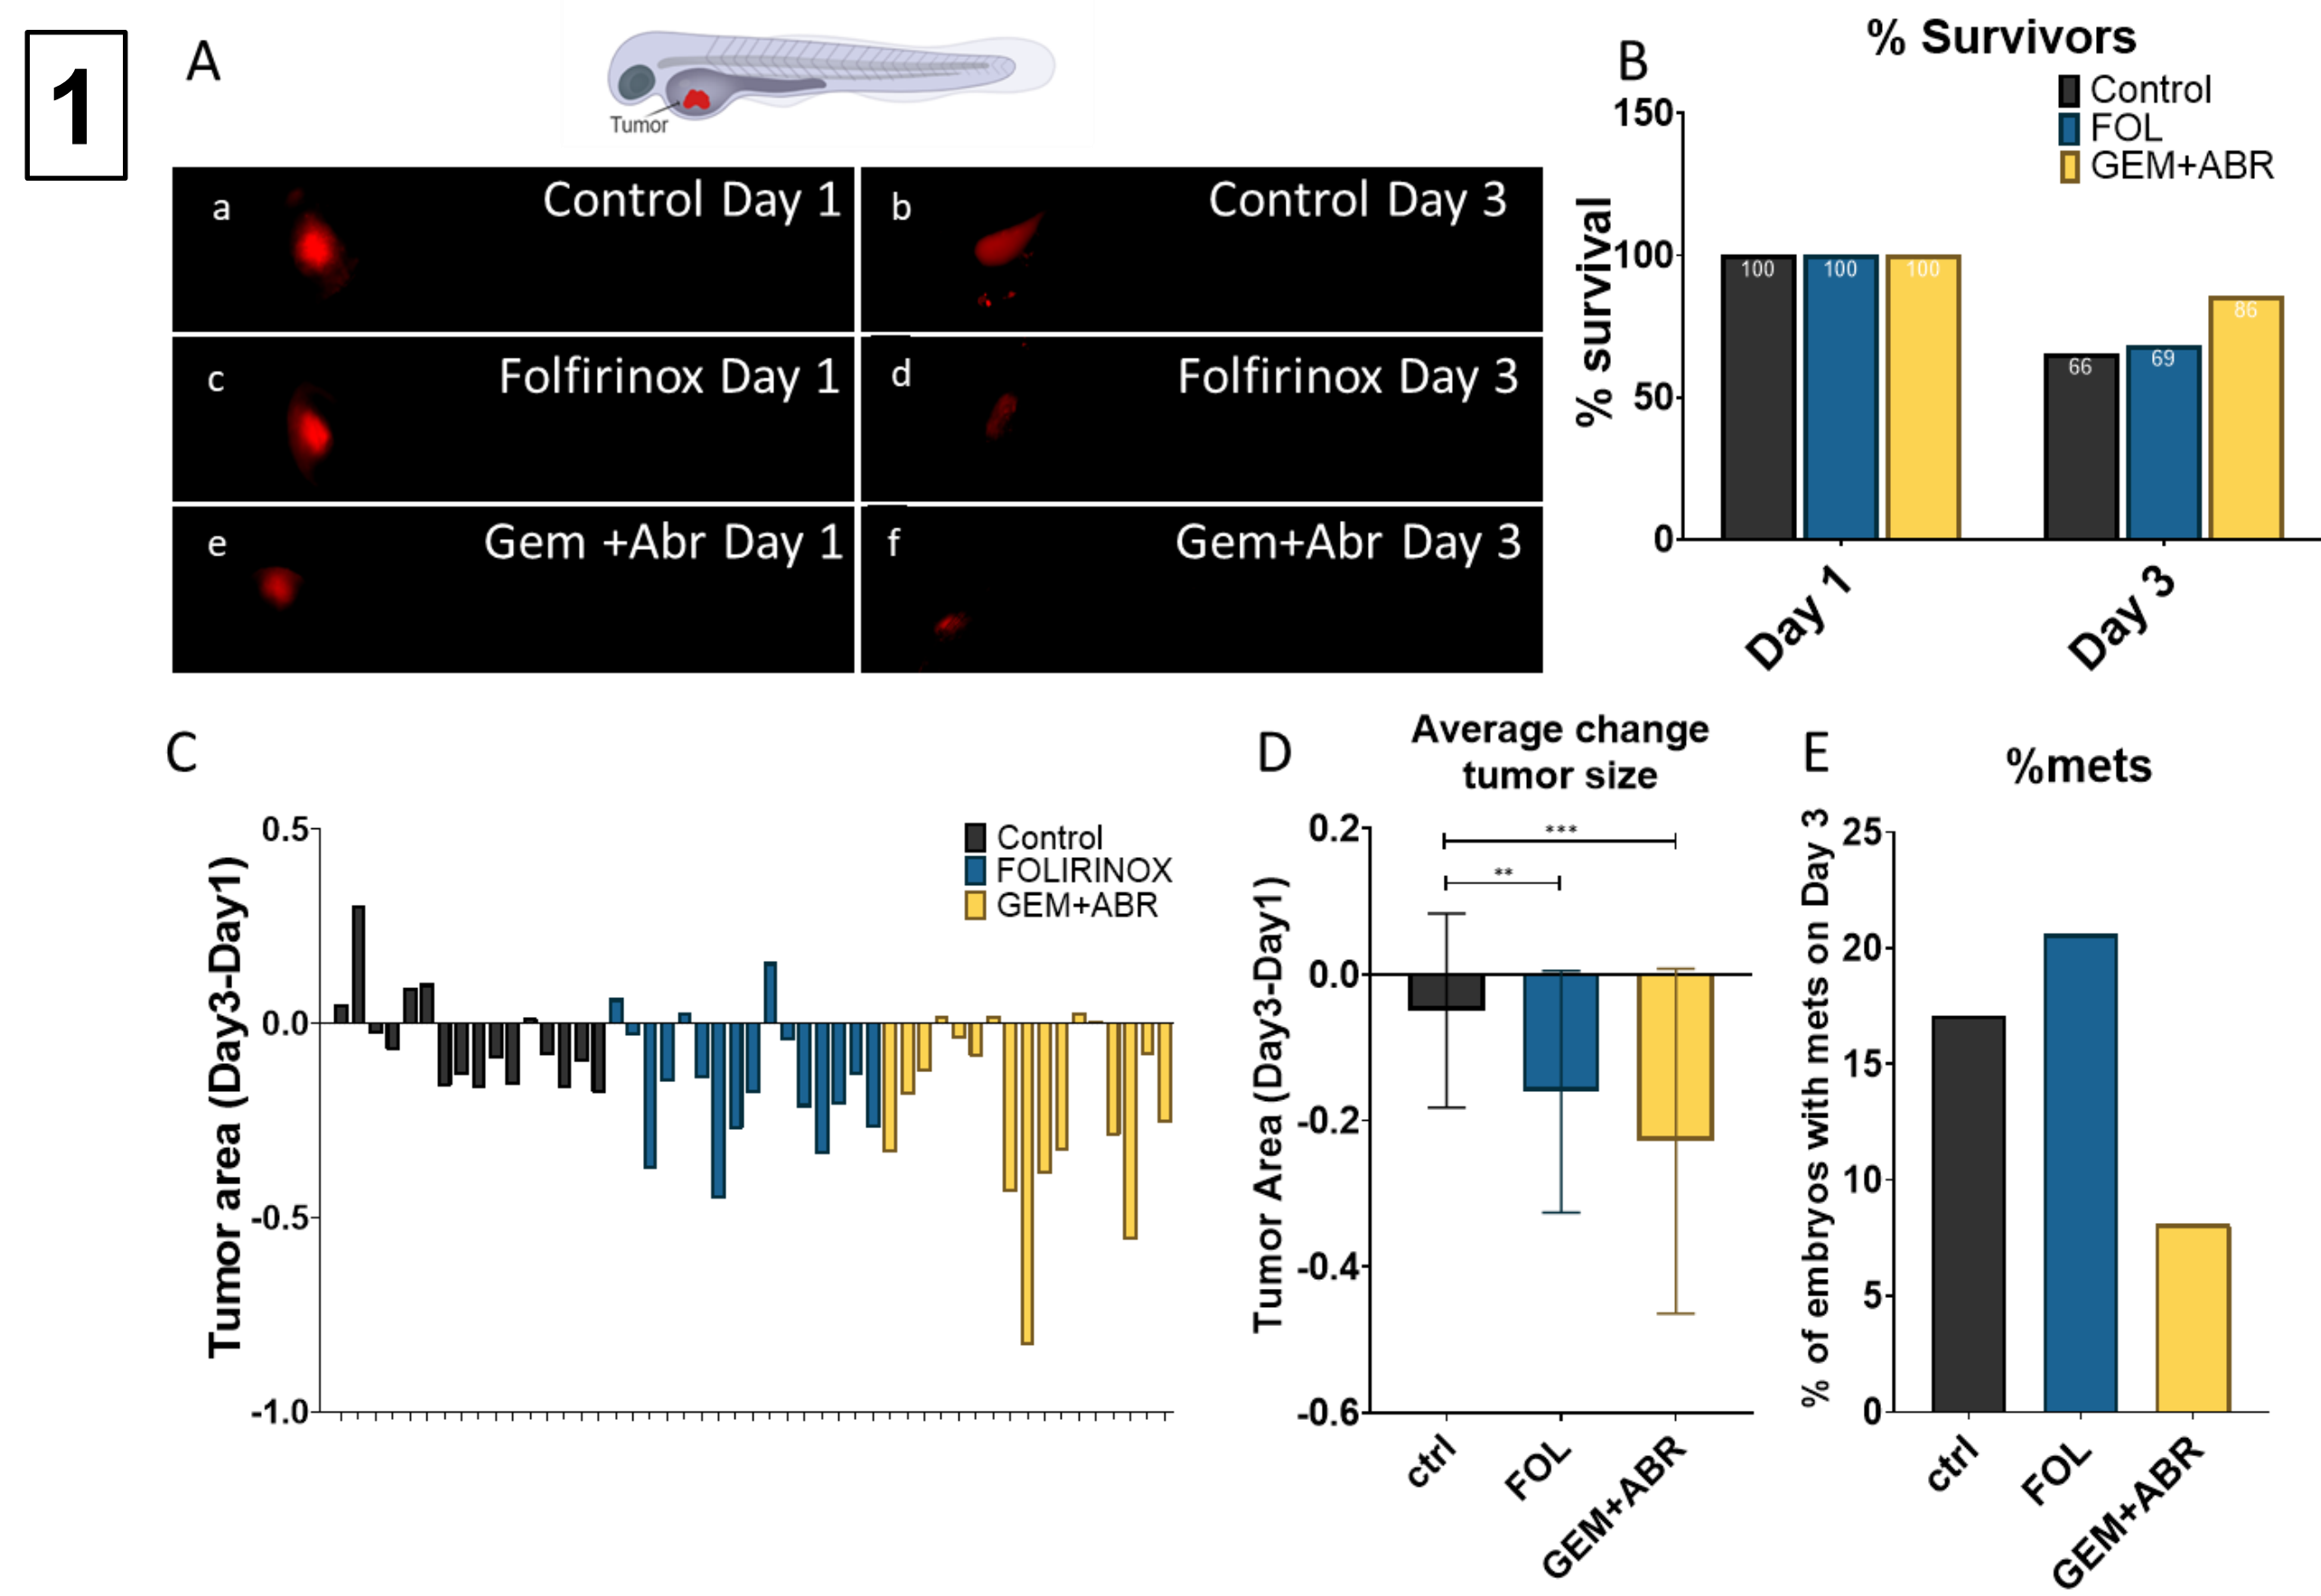 1
A
Tumor
a
Control Day 1
b
Control Day 3
c
Folfirinox Day 1
d
Folfirinox Day 3
e
Gem +Abr Day 1
f
Gem+Abr Day 3
B
% Survivors
Control
FOL
GEM+ABR
% survival
150
100
50
0
100
100
100
66
69
86
Day 1
Day 3
C
Tumor area (Day3-Day1)
0.5
0.0
-0.5
-1.0
Control
FOLIRINOX
GEM+ABR
D
Average change
tumor size
Tumor Area (Day3-Day1)
0.2
0.0
-0.2
-0.4
-0.6
***
**
ctrl
FOL
GEM+ABR
E
%mets
% of embryos with mets on Day 3
25
20
15
10
5
0
ctrl
FOL
GEM+ABR